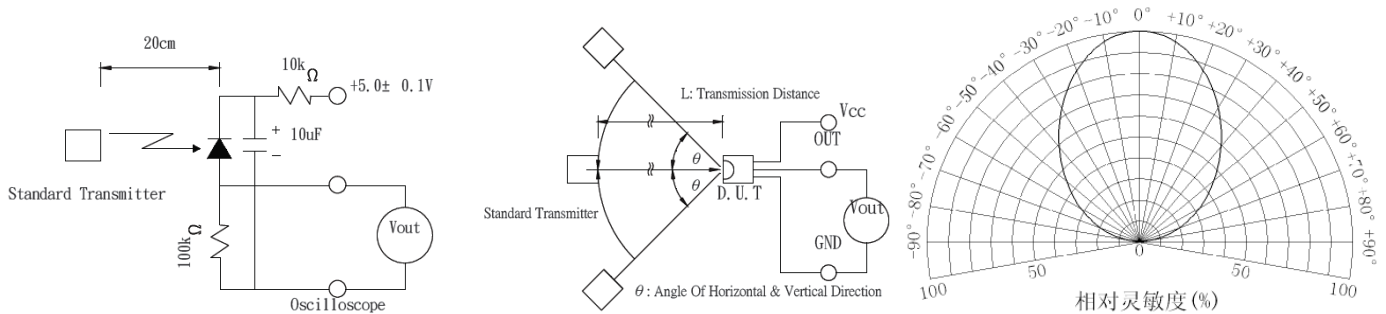 20cm
10k Ω
+5.0± 0.1V
+
10uF
−
Standard Transmitter
100k Ω
Vout
Oscilloscope
L: Transmission Distance
Vcc
OUT
θ
θ
D.U.T
Standard Transmitter
Vout
GND
θ: Angle Of Horizontal & Vertical Direction
-90° -80° -70° -60° -50° -40° -30° -20° -10° 0° +10° +20° +30° +40° +50° +60° +70° +80° +90°
0
50 50
100 100
相对灵敏度(%)